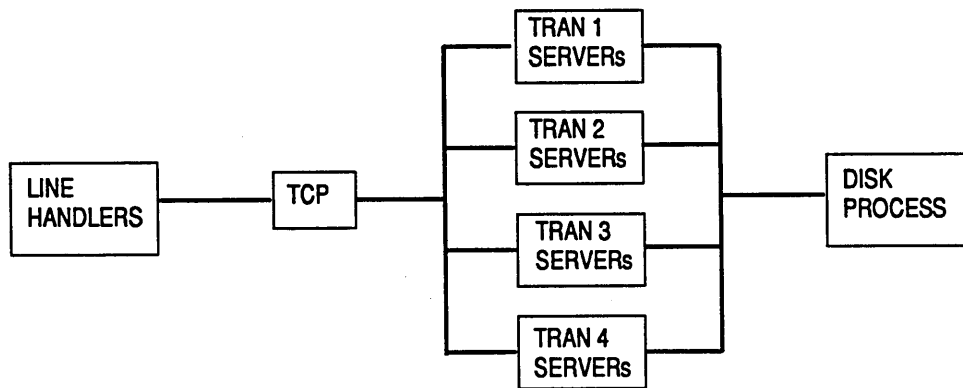 LINE
HANDLERS
TCP
TRAN 1
SERVERs
TRAN 2
SERVERs
TRAN 3
SERVERs
TRAN 4
SERVERs
DISK
PROCESS